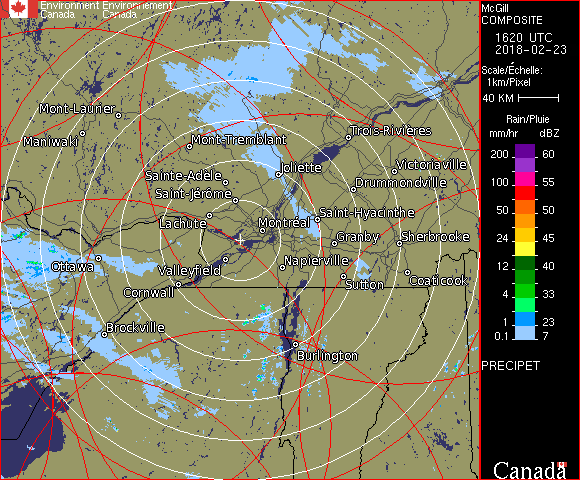 Environment Environnement
Canada Canada
McGill
COMPOSITE
1620 UTC
2018-02-23
Scale/Échelle:
1km/Pixel
40 KM
Rain/Pluie
mm/hr dBZ
200 60
100 55
50 50
24 45
12 40
4 33
1 23
0.1 7
PRECIPET
Canada
Mont-Laurier
Maniwaki
Mont-Tremblant
Trois-Rivières
Joliette
Victoriaville
Sainte-Adèle
Drummondville
Saint-Jérôme
Saint-Hyacinthe
Lachute
Montréal
Granby
Sherbrooke
Ottawa
Valleyfield
Napierville
Cornwall
Sutton
Coaticook
Brockville
Burlington